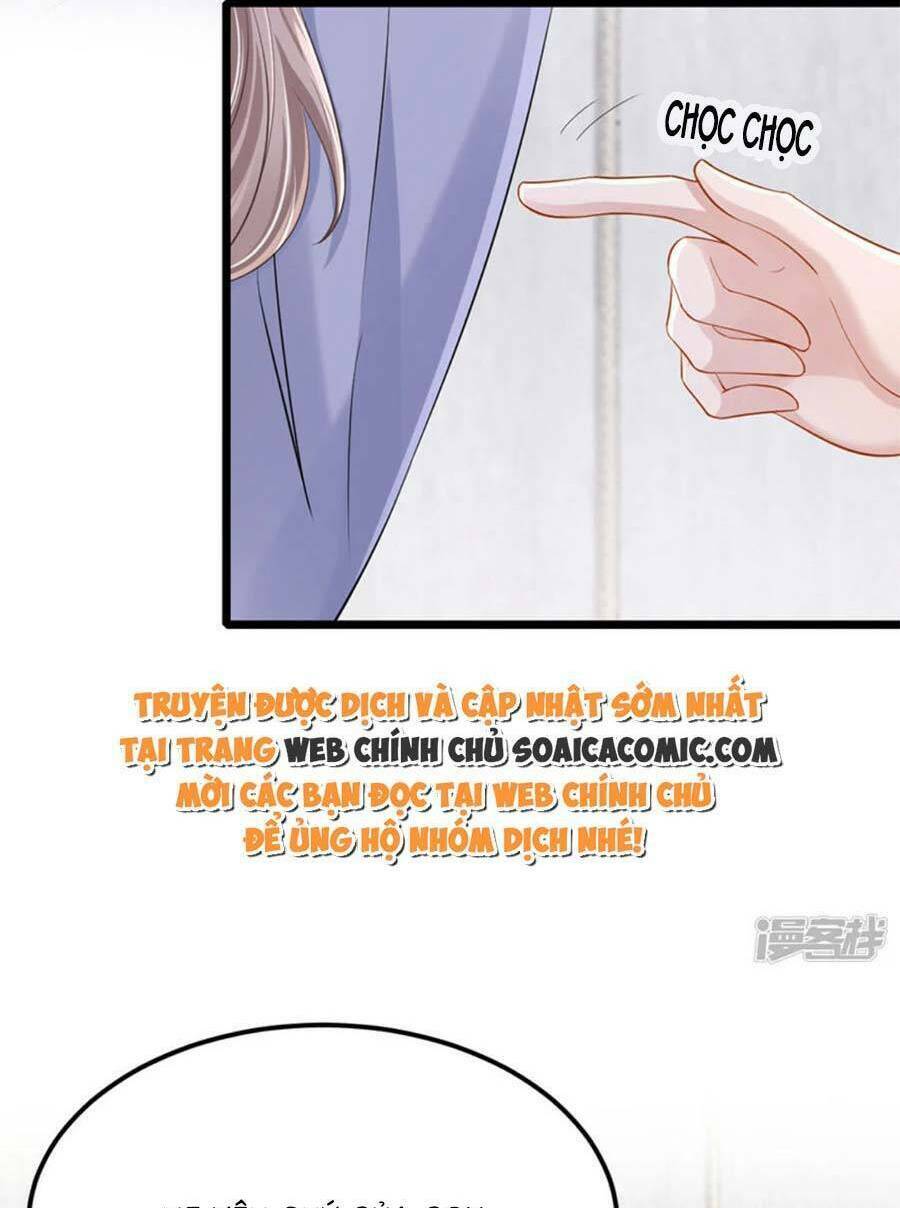 CHỌC CHỌC
TRUYỆN ĐƯỢC DỊCH VÀ CẬP NHẬT SỚM NHẤT
TẠI TRANG WEB CHÍNH CHỦ SOAICACOMIC.COM
MỜI CÁC BẠN ĐỌC TẠI WEB CHÍNH CHỦ
ĐỂ ỦNG HỘ NHÓM DỊCH NHÉ!
漫客栈